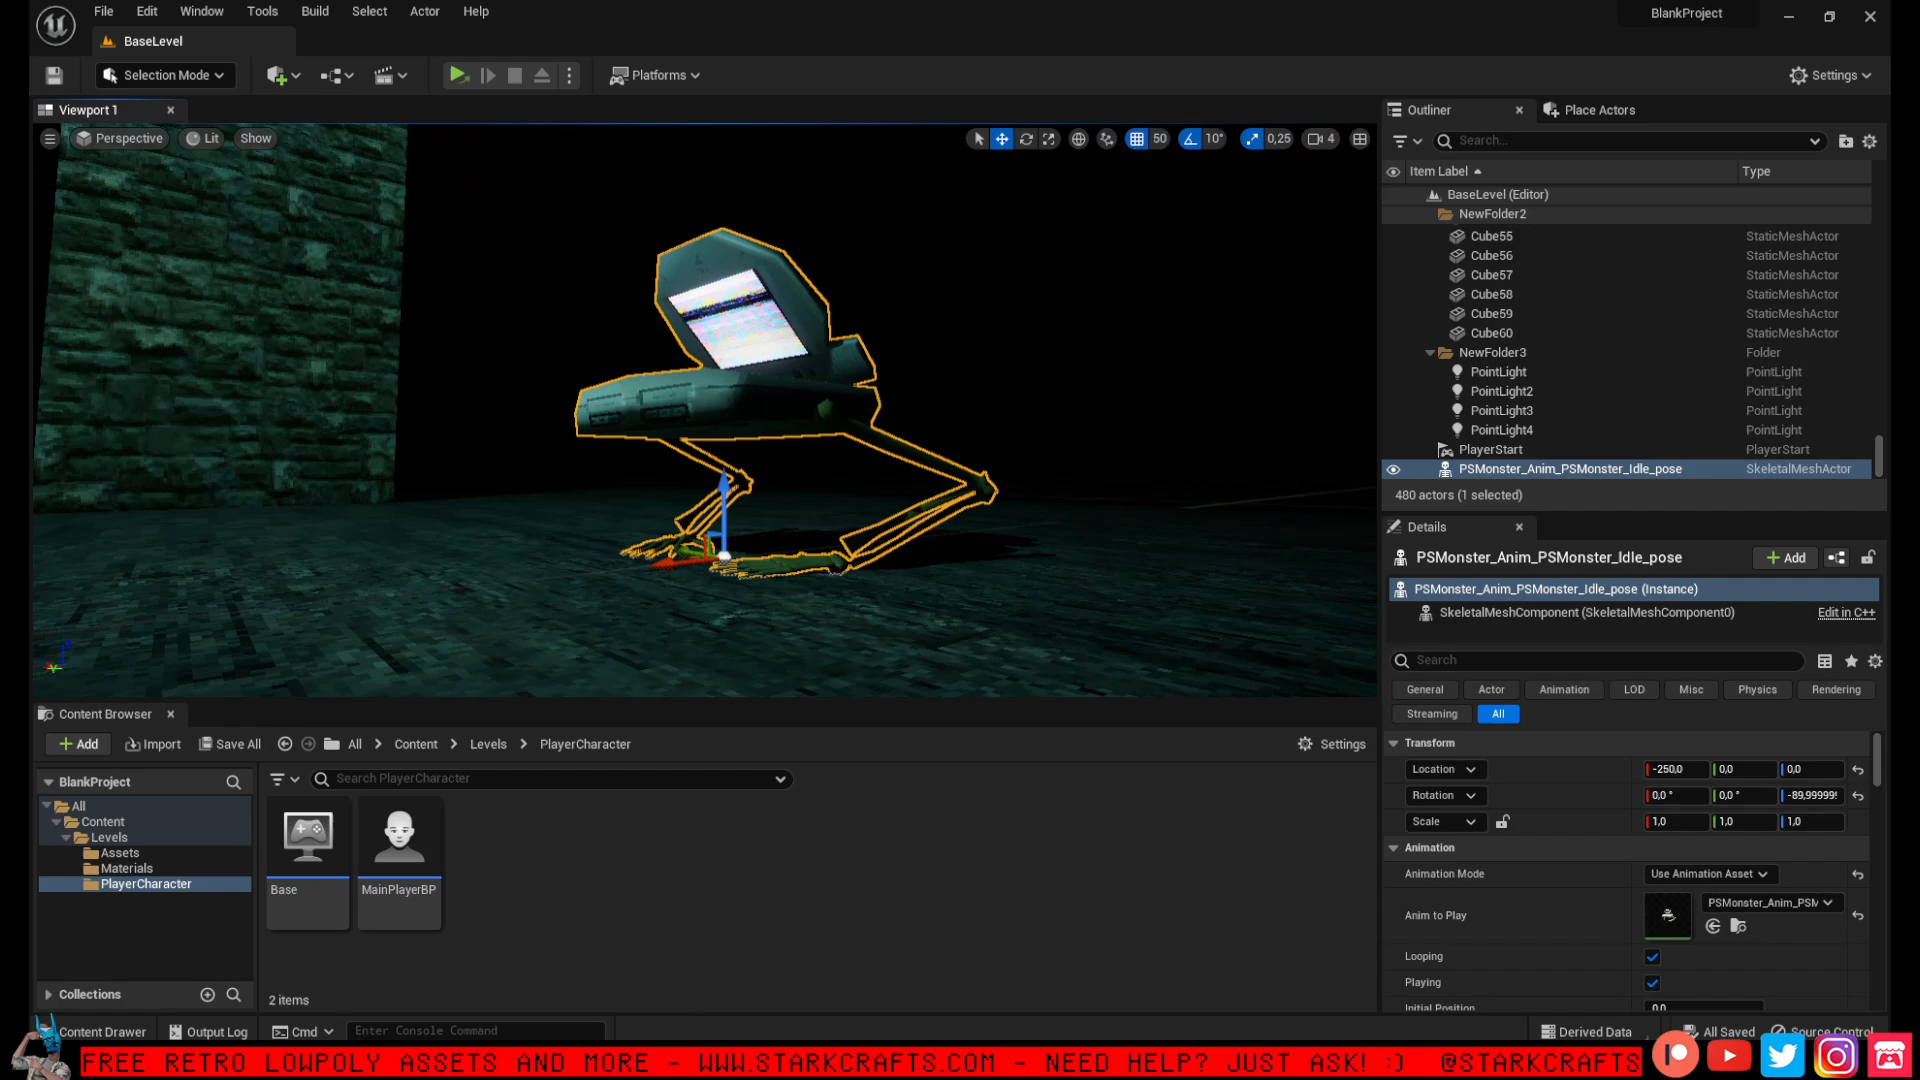 File Edit Window Tools Build Select Actor Help
BlankProject
BaseLevel
Selection Mode
Platforms
Settings
Viewport 1
Perspective Lit Show
50 10° 0,25 4
Outliner Place Actors
Search...
Item Label Type
BaseLevel (Editor)
NewFolder2
Cube55 StaticMeshActor
Cube56 StaticMeshActor
Cube57 StaticMeshActor
Cube58 StaticMeshActor
Cube59 StaticMeshActor
Cube60 StaticMeshActor
NewFolder3 Folder
PointLight PointLight
PointLight2 PointLight
PointLight3 PointLight
PointLight4 PointLight
PlayerStart PlayerStart
PSMonster_Anim_PSMonster_Idle_pose SkeletalMeshActor
480 actors (1 selected)
Details
PSMonster_Anim_PSMonster_Idle_pose Add
PSMonster_Anim_PSMonster_Idle_pose (Instance)
SkeletalMeshComponent (SkeletalMeshComponent0) Edit in C++
Search
General Actor Animation LOD Misc Physics Rendering
Streaming All
Transform
Location -250,0 0,0 0,0
Rotation 0,0 ° 0,0 °
Scale 1,0 1,0 1,0
Animation
Animation Mode Use Animation Asset
Anim to Play PSMonster_Anim_PSM
Looping
Playing
Initial Position 0,0
Content Browser
Add Import Save All All Content Levels PlayerCharacter Settings
BlankProject
Search PlayerCharacter
All
Content
Levels
Assets
Materials
PlayerCharacter
Base MainPlayerBP
Collections
2 items
Content Drawer Output Log Cmd Enter Console Command Derived Data All Saved Source Control
FREE RETRO LOWPOLY ASSETS AND MORE - WWW.STARKCRAFTS.COM - NEED HELP? JUST ASK! :) @STARKCRAFTS